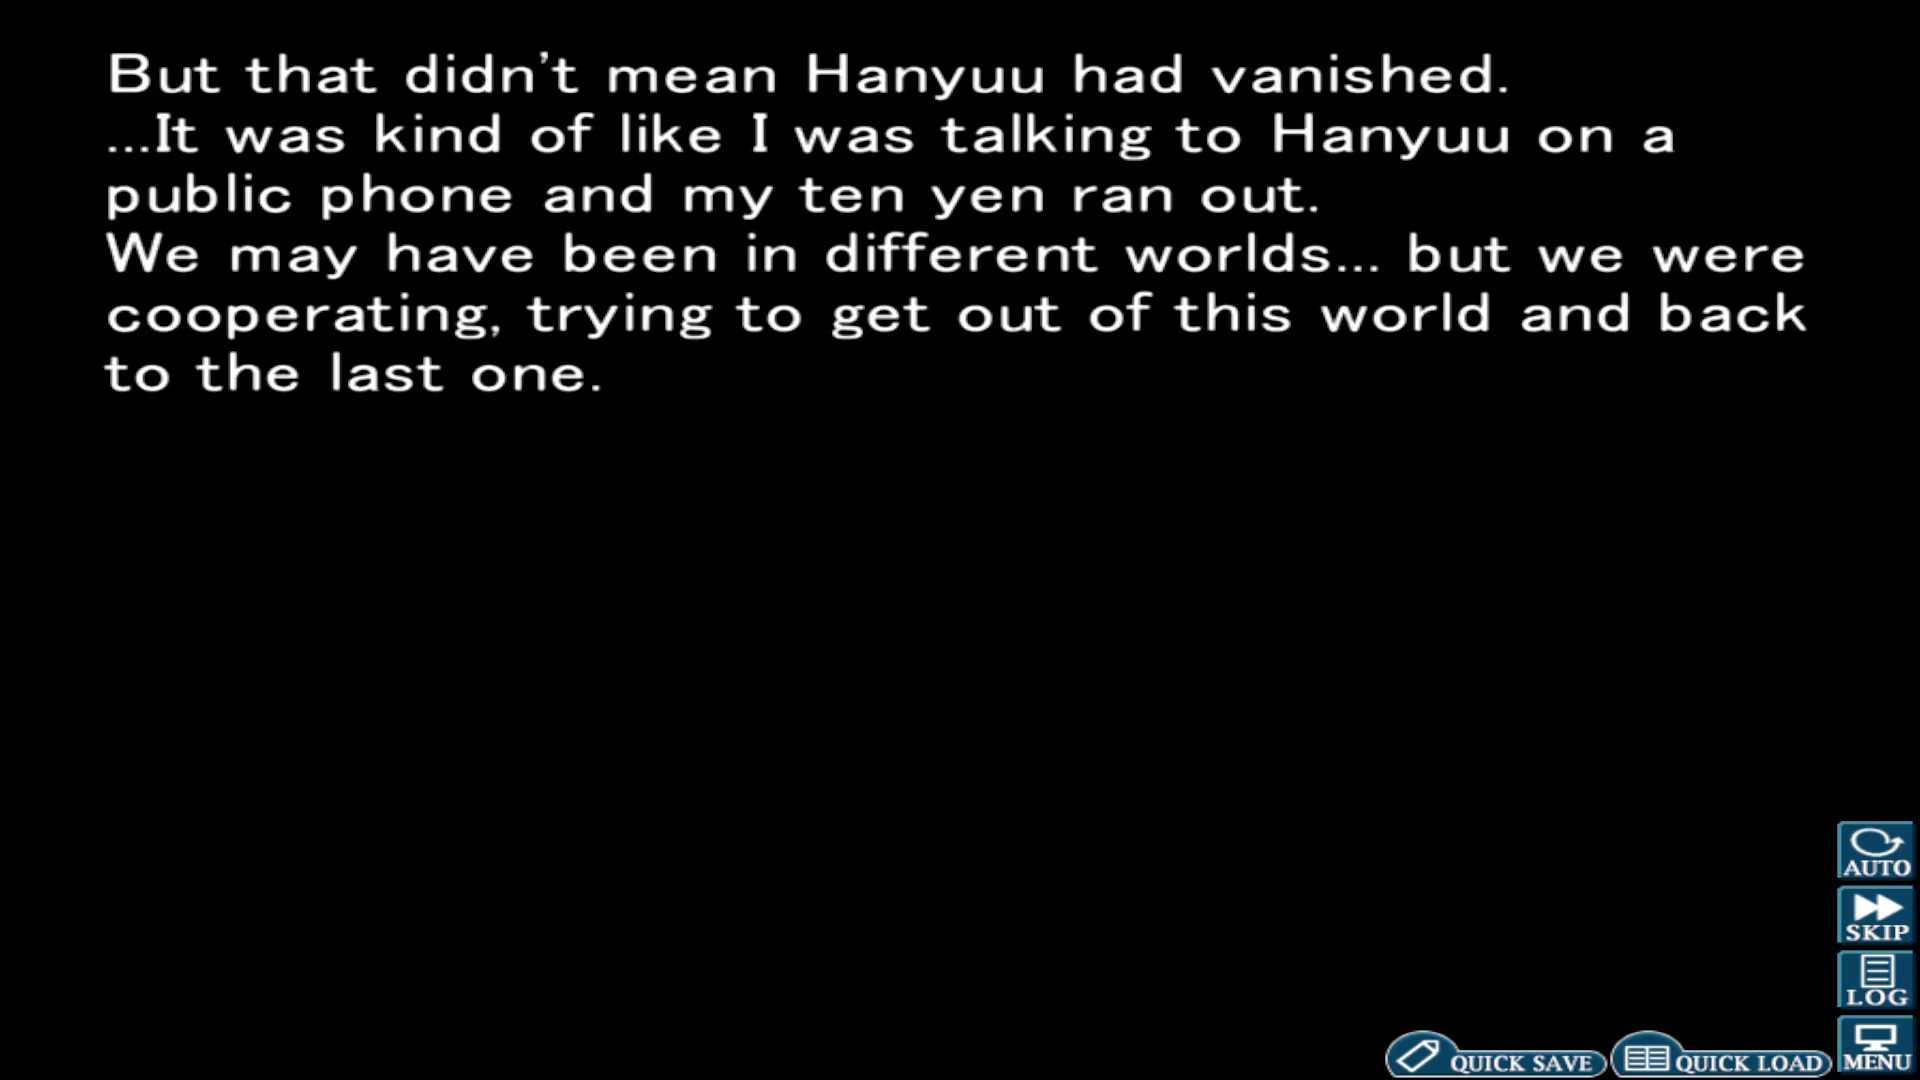 But that didn't mean Hanyuu had vanished.
...It was kind of like I was talking to Hanyuu on a
public phone and my ten yen ran out.
We may have been in different worlds... but we were
cooperating, trying to get out of this world and back
to the last one.
AUTO
SKIP
LOG
MENU
QUICK SAVE
QUICK LOAD